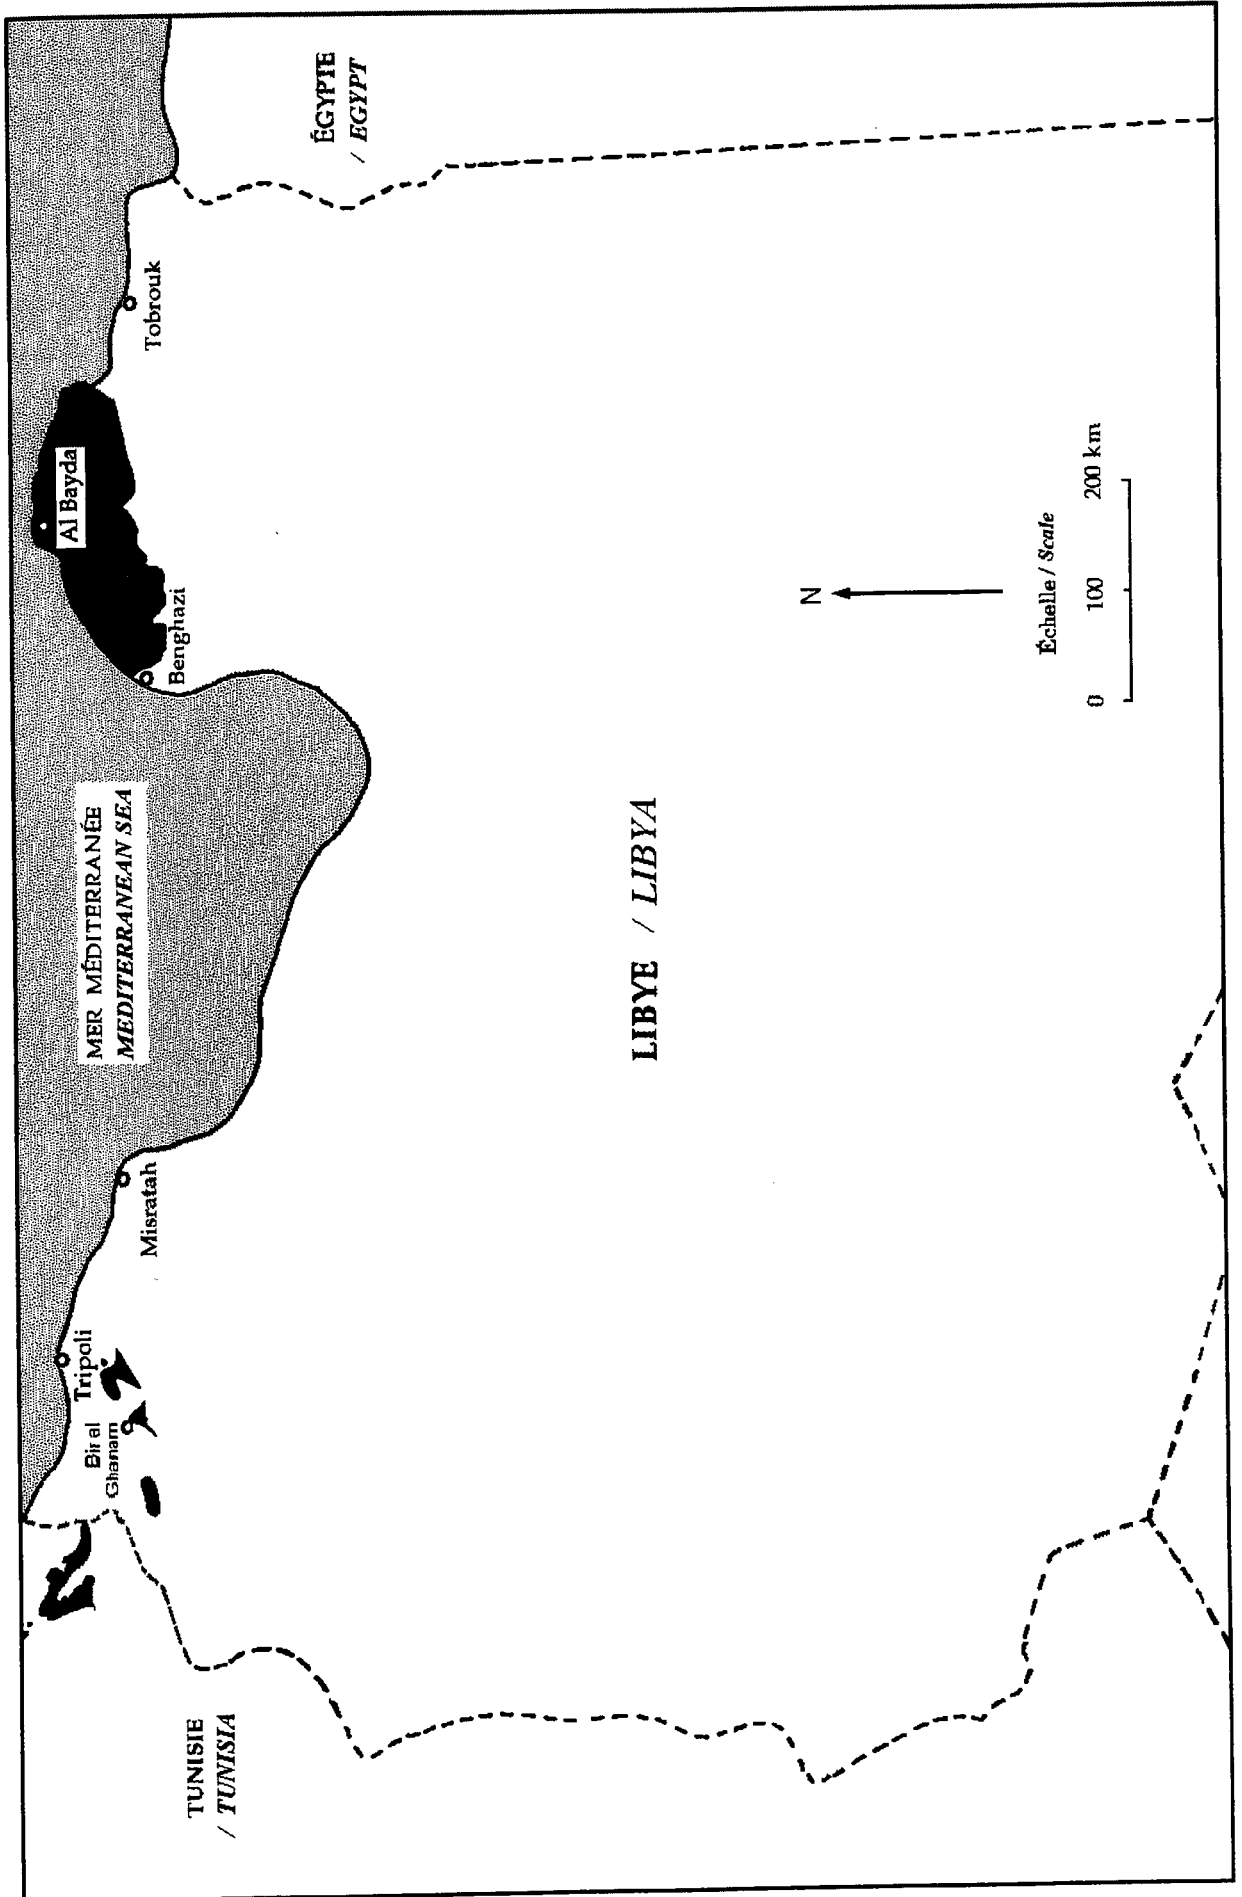 MER MÉDITERRANÉE
MEDITERRANEAN SEA
Al Bayda
Tripoli
Bir al
Ghanam
Misratah
Benghazi
Tobrouk
TUNISIE
/ TUNISIA
ÉGYPTE
/ EGYPT
LIBYE / LIBYA
N
Échelle / Scale
0 100 200 km